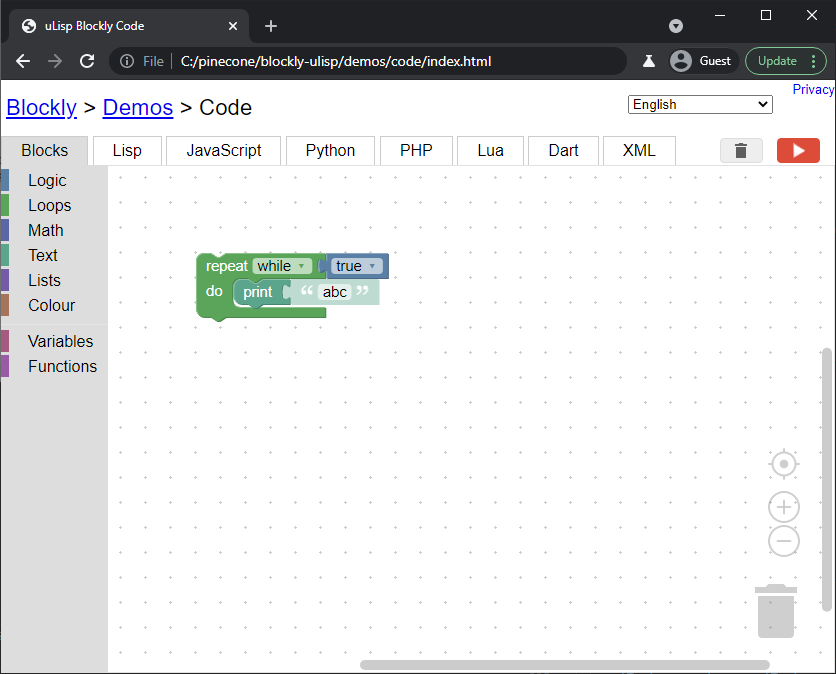 uLisp Blockly Code
File C:/pinecone/blockly-ulisp/demos/code/index.html Guest Update
Privacy
Blockly > Demos > Code English
Blocks Lisp JavaScript Python PHP Lua Dart XML
Logic
Loops
Math
Text
Lists
Colour
Variables
Functions
repeat while true
do print “ abc ”